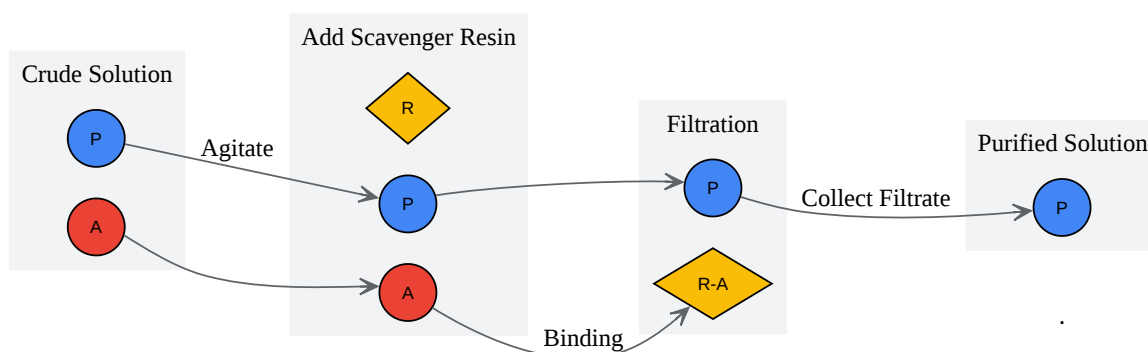 Crude Solution
P
A
Agitate
Add Scavenger Resin
R
P
A
Binding
Filtration
P
R-A
Collect Filtrate
Purified Solution
P
.